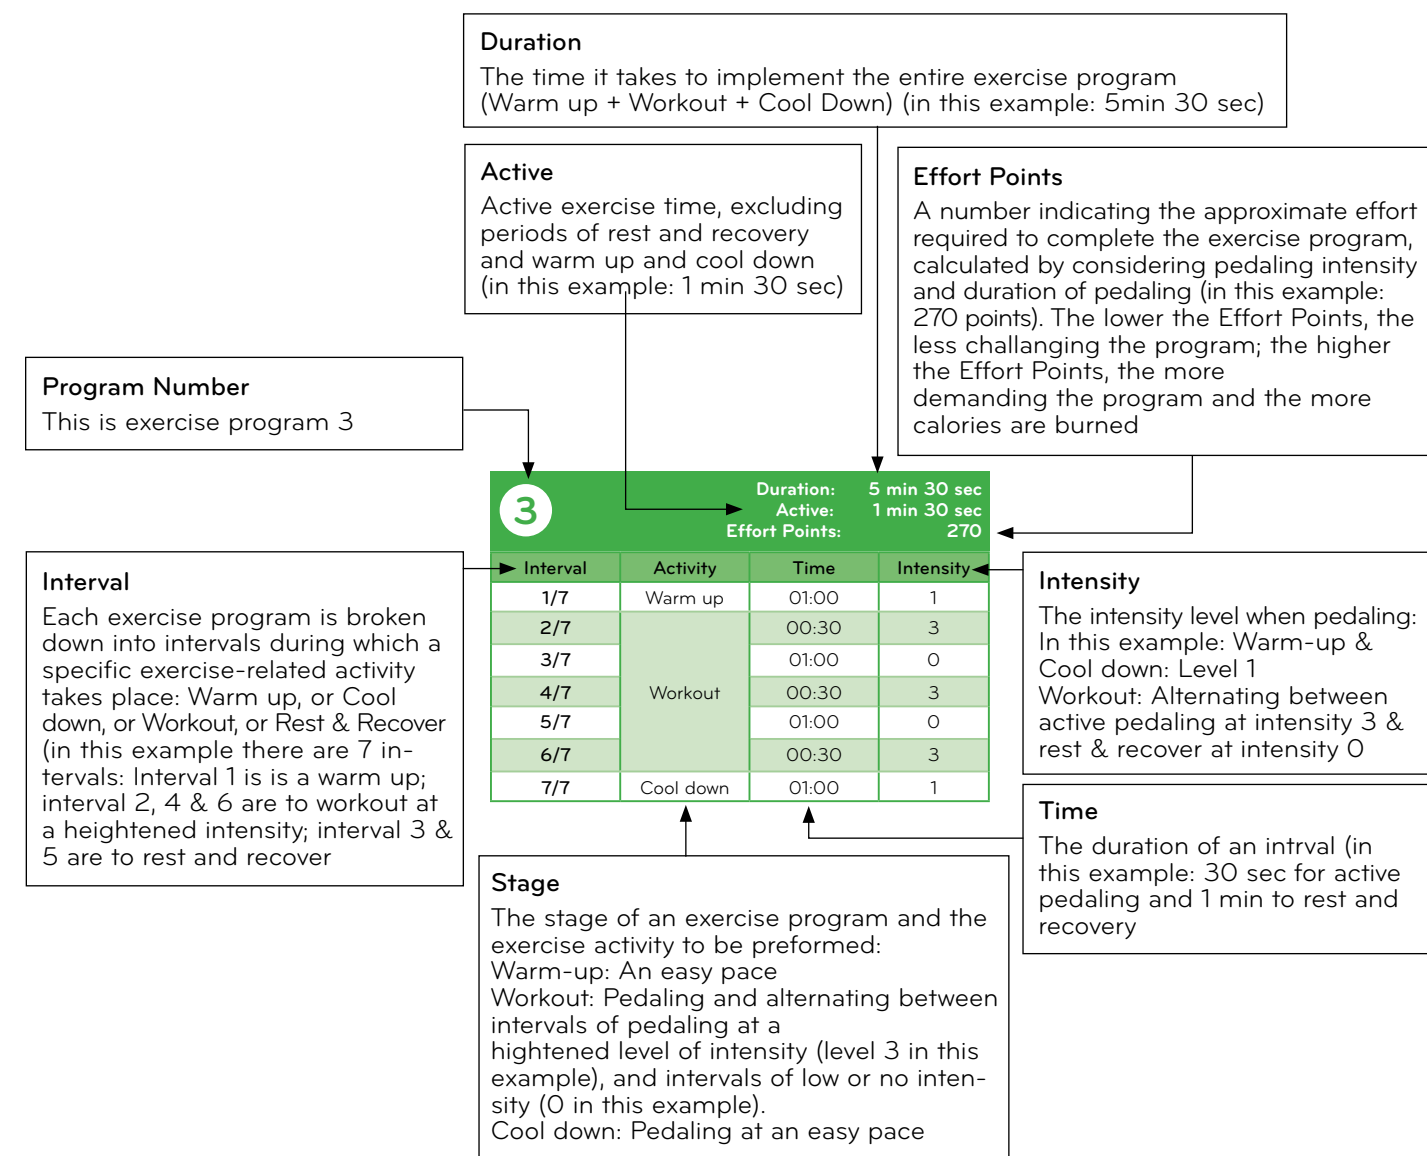 Duration
The time it takes to implement the entire exercise program
(Warm up + Workout + Cool Down) (in this example: 5min 30 sec)
Active
Active exercise time, excluding
periods of rest and recovery
and warm up and cool down
(in this example: 1 min 30 sec)
Effort Points
A number indicating the approximate effort
required to complete the exercise program,
calculated by considering pedaling intensity
and duration of pedaling (in this example:
270 points). The lower the Effort Points, the
less challanging the program; the higher
the Effort Points, the more
demanding the program and the more
calories are burned
Program Number
This is exercise program 3
3
Duration: 5 min 30 sec
Active: 1 min 30 sec
Effort Points: 270
Interval Activity Time Intensity
1/7 Warm up 01:00 1
2/7 00:30 3
3/7 01:00 0
4/7 Workout 00:30 3
5/7 01:00 0
6/7 00:30 3
7/7 Cool down 01:00 1
Interval
Each exercise program is broken
down into intervals during which a
specific exercise-related activity
takes place: Warm up, or Cool
down, or Workout, or Rest & Recover
(in this example there are 7 in-
tervals: Interval 1 is is a warm up;
interval 2, 4 & 6 are to workout at
a heightened intensity; interval 3 &
5 are to rest and recover
Intensity
The intensity level when pedaling:
In this example: Warm-up &
Cool down: Level 1
Workout: Alternating between
active pedaling at intensity 3 &
rest & recover at intensity 0
Time
The duration of an intrval (in
this example: 30 sec for active
pedaling and 1 min to rest and
recovery
Stage
The stage of an exercise program and the
exercise activity to be preformed:
Warm-up: An easy pace
Workout: Pedaling and alternating between
intervals of pedaling at a
hightened level of intensity (level 3 in this
example), and intervals of low or no inten-
sity (0 in this example).
Cool down: Pedaling at an easy pace